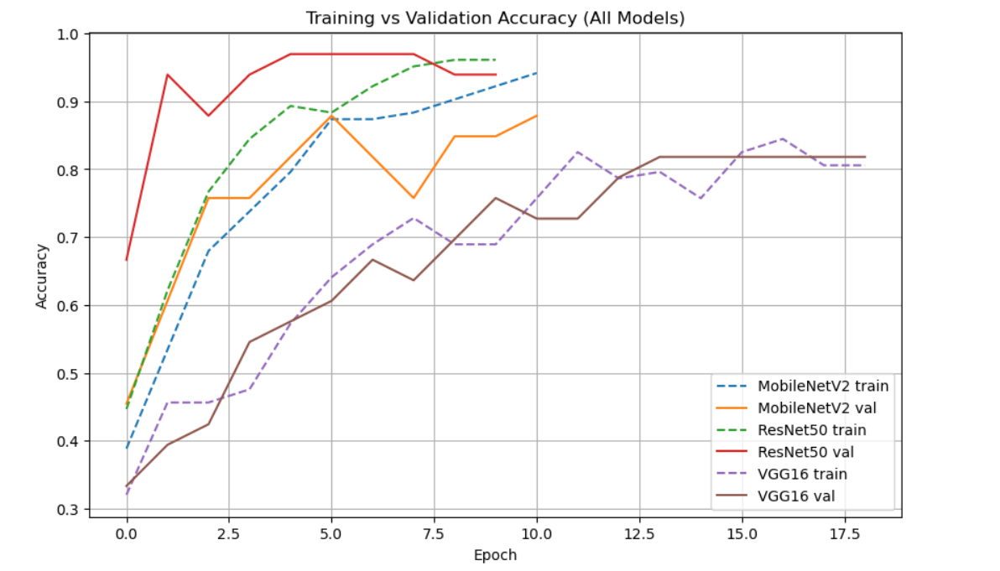 Training vs Validation Accuracy (All Models)
1.0
0.9
0.8
0.7
0.6
0.5
0.4
0.3
Accuracy
0.0 2.5 5.0 7.5 10.0 12.5 15.0 17.5
Epoch
MobileNetV2 train
MobileNetV2 val
ResNet50 train
ResNet50 val
VGG16 train
VGG16 val